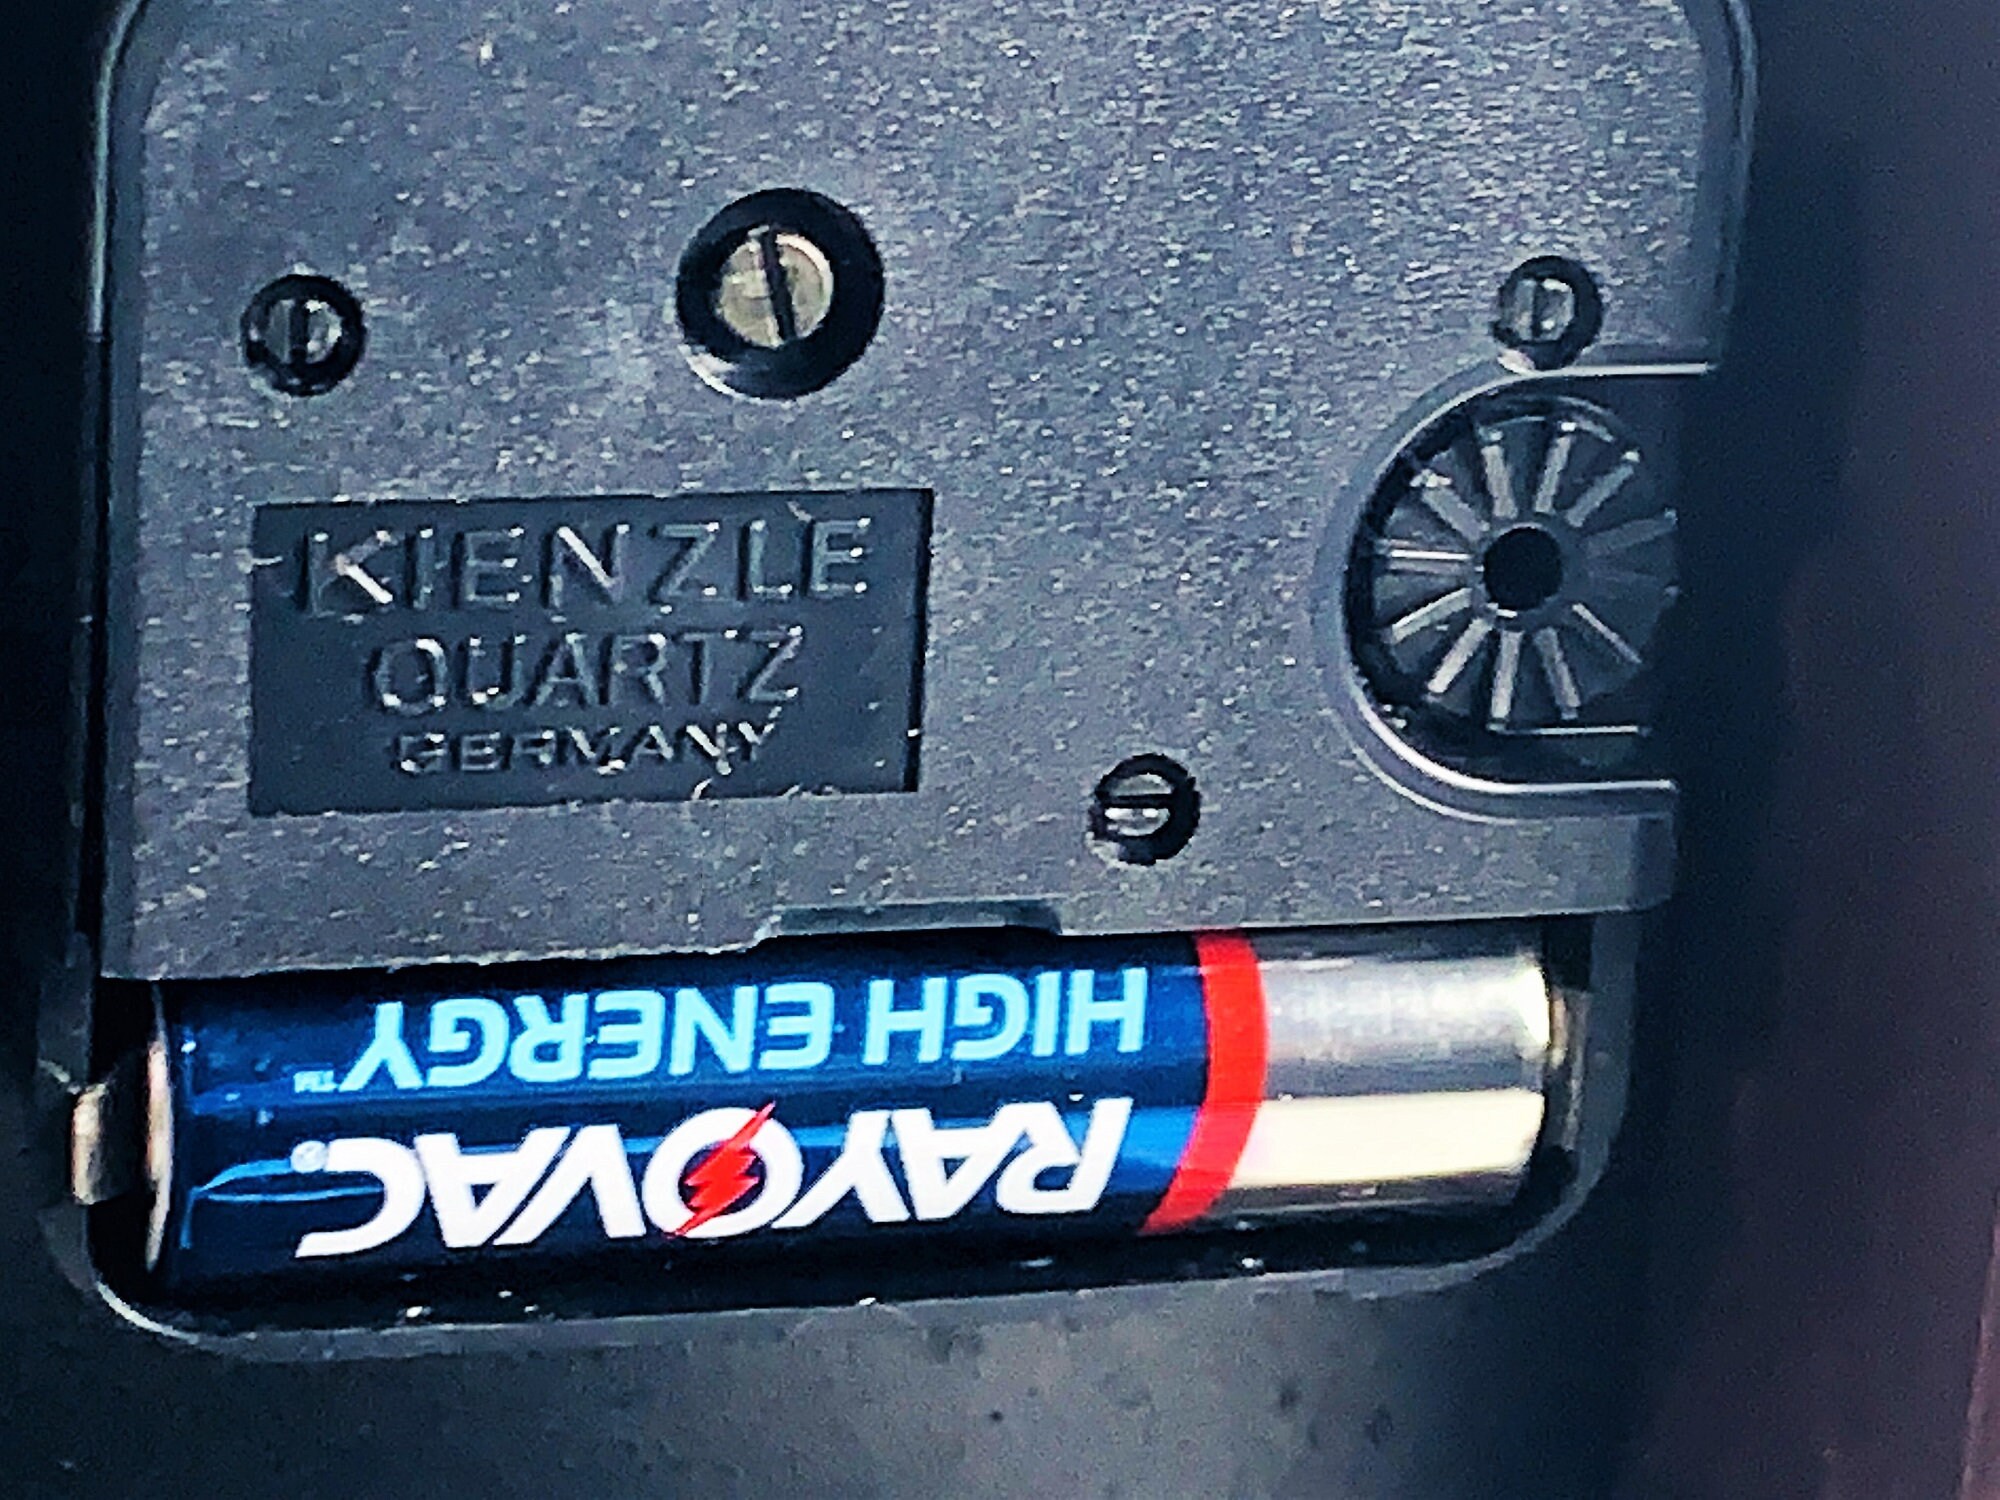 KIENZLE
QUARTZ
GERMANY
RAYOVAC®
HIGH ENERGY™